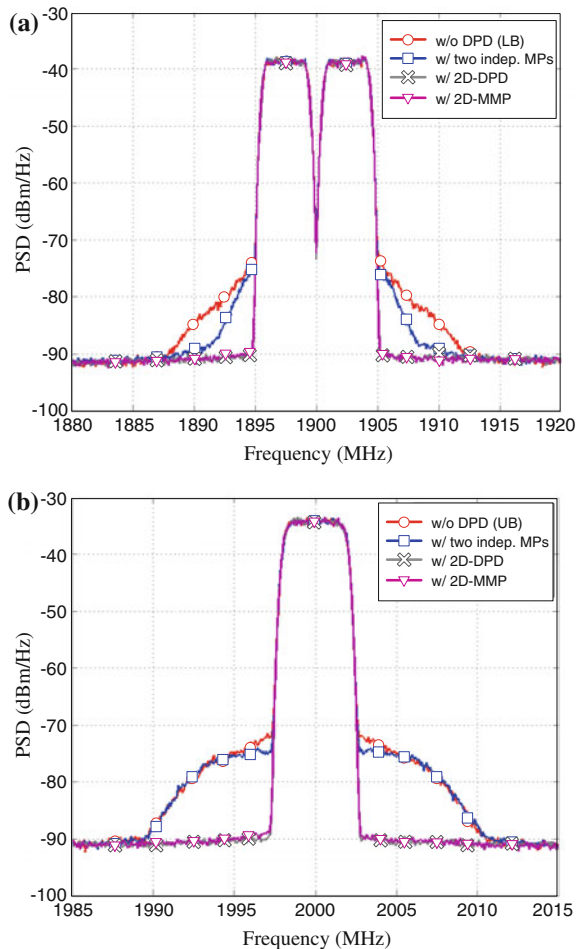 (a)
-30
-40
-50
-60
-70
-80
-90
-100
PSD (dBm/Hz)
w/o DPD (LB)
w/ two indep. MPs
w/ 2D-DPD
w/ 2D-MMP
1880 1885 1890 1895 1900 1905 1910 1915 1920
Frequency (MHz)
(b)
-30
-40
-50
-60
-70
-80
-90
-100
PSD (dBm/Hz)
w/o DPD (UB)
w/ two indep. MPs
w/ 2D-DPD
w/ 2D-MMP
1985 1990 1995 2000 2005 2010 2015
Frequency (MHz)